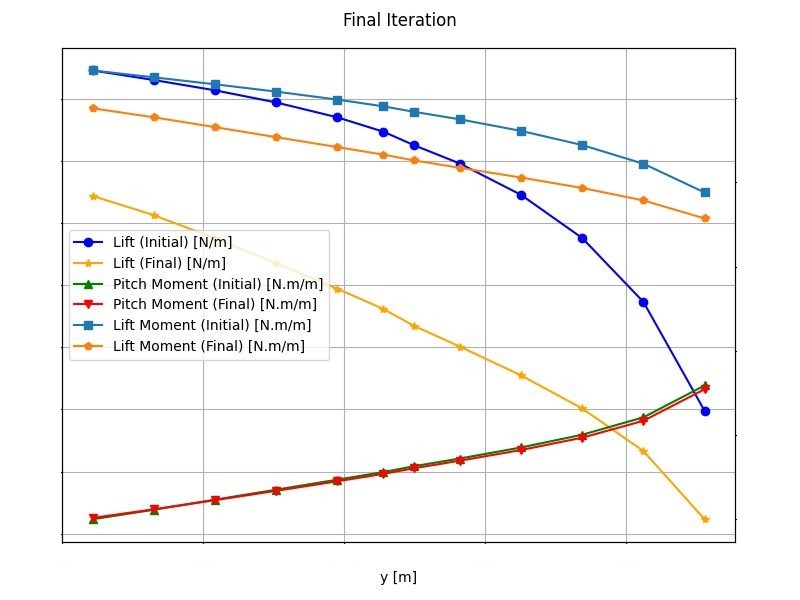 Final Iteration
Lift (Initial) [N/m]
Lift (Final) [N/m]
Pitch Moment (Initial) [N.m/m]
Pitch Moment (Final) [N.m/m]
Lift Moment (Initial) [N.m/m]
Lift Moment (Final) [N.m/m]
y [m]